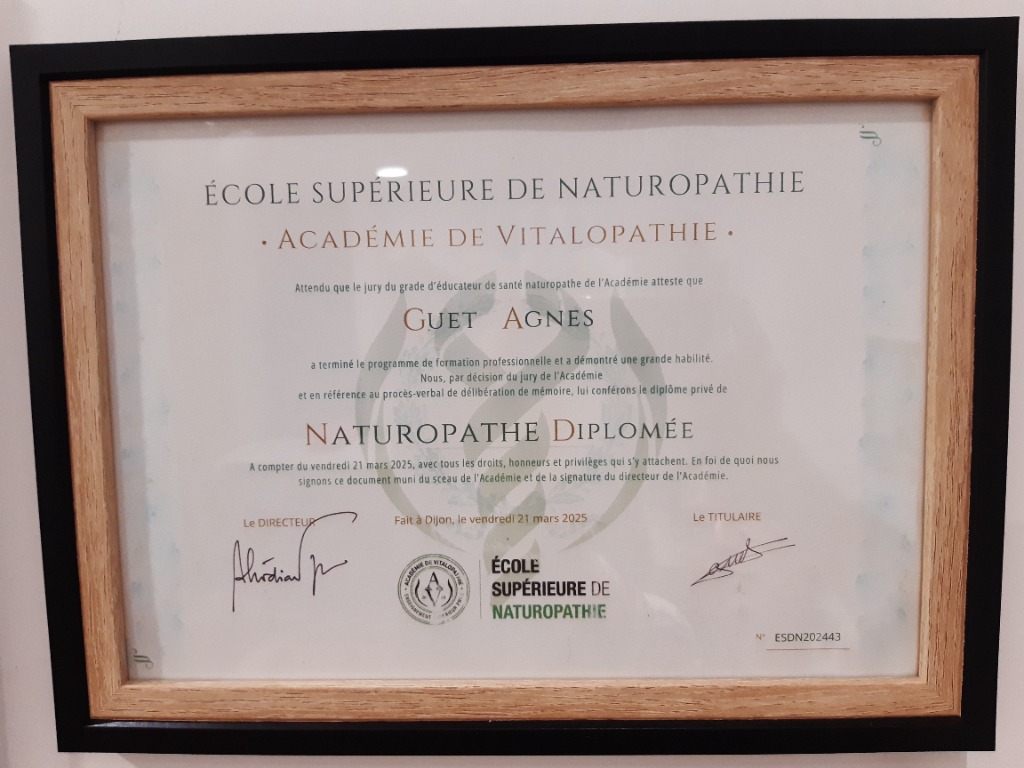 ÉCOLE SUPÉRIEURE DE NATUROPATHIE
• ACADÉMIE DE VITALOPATHIE •
Attendu que le jury du grade d'éducateur de santé naturopathe de l'Académie atteste que
GUET AGNES
a terminé le programme de formation professionnelle et a démontré une grande habilité.
Nous, par décision du jury de l'Académie
et en référence au procès-verbal de délibération de mémoire, lui conférons le diplôme privé de
NATUROPATHE DIPLOMÉE
A compter du vendredi 21 mars 2025, avec tous les droits, honneurs et privilèges qui s'y attachent. En foi de quoi nous
signons ce document muni du sceau de l'Académie et de la signature du directeur de l'Académie.
Le DIRECTEUR
Fait à Dijon, le vendredi 21 mars 2025
Le TITULAIRE
ACADÉMIE DE VITALOPATHIE
ÉCOLE
SUPÉRIEURE DE
NATUROPATHIE
N° ESDN202443